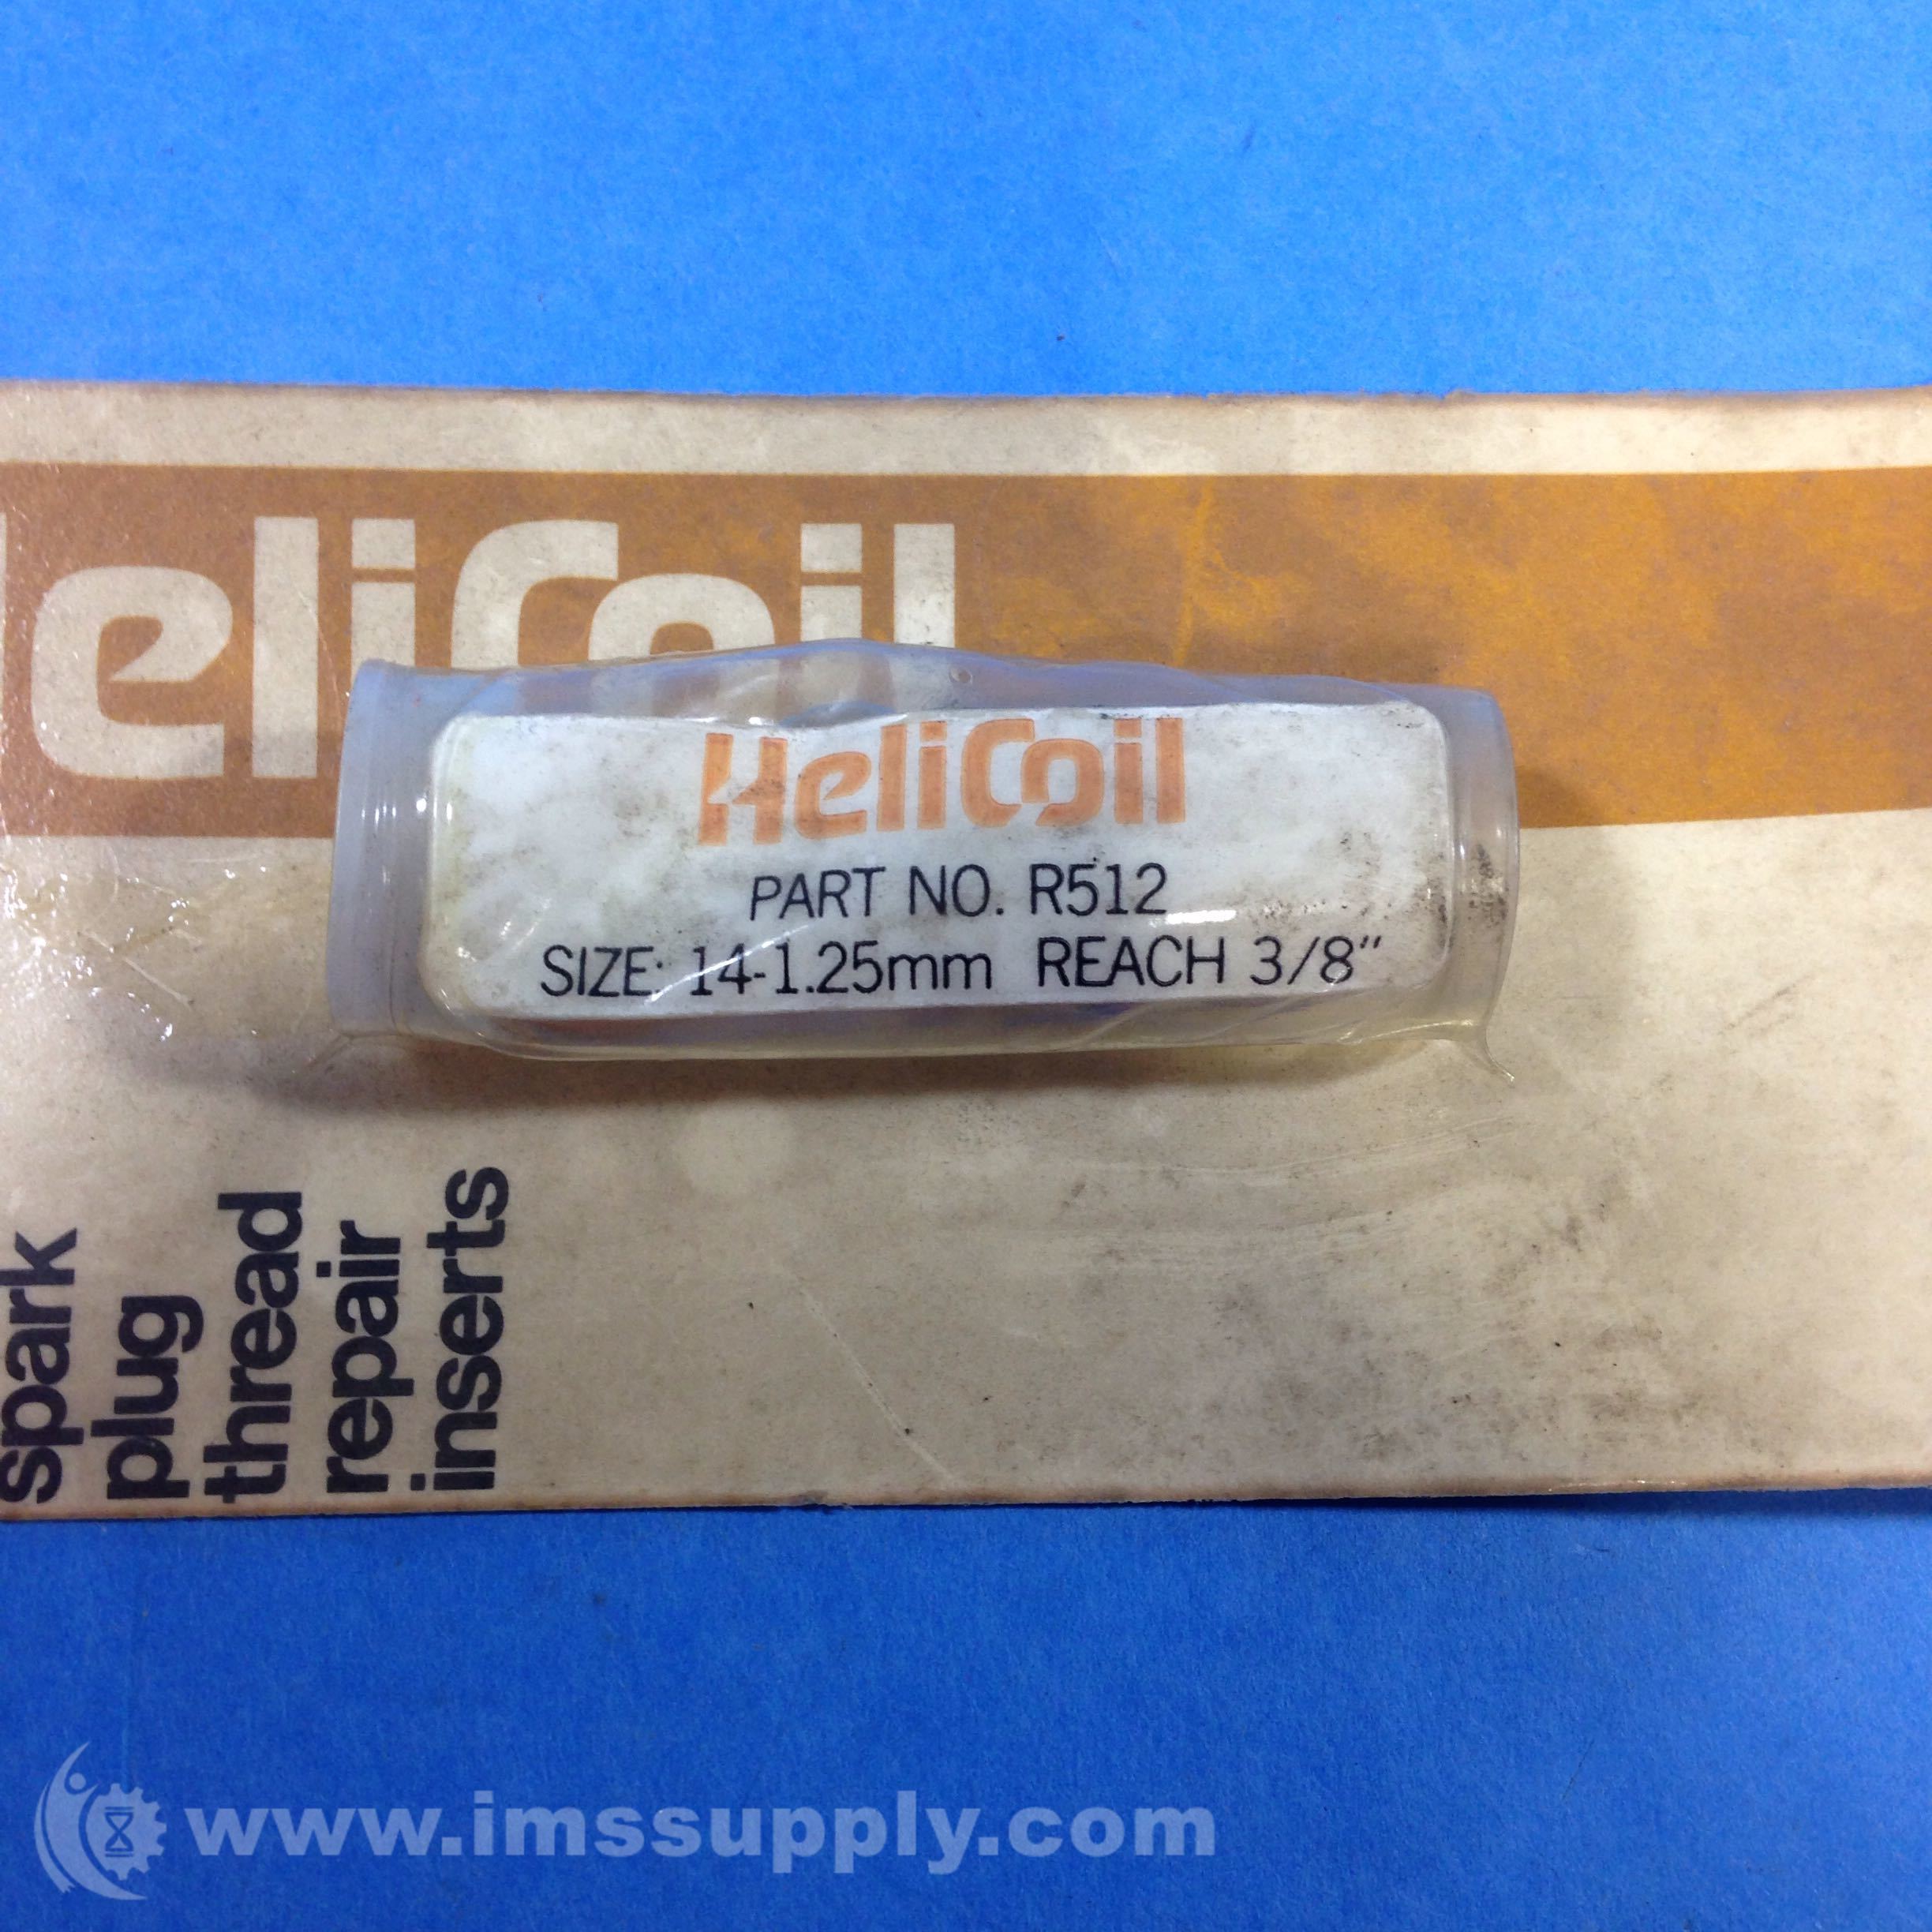 HeliCoil
HeliCoil
PART NO. R512
SIZE: 14-1.25mm REACH 3/8"
spark
plug
thread
repair
inserts
www.imssupply.com